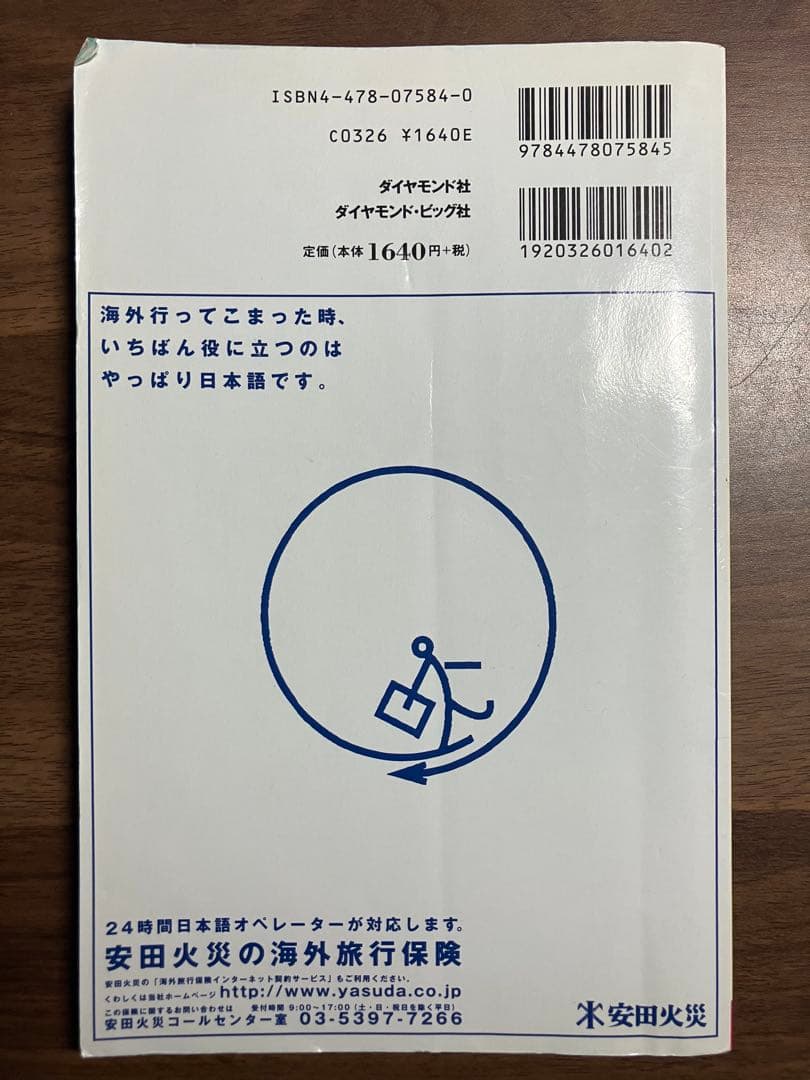 ISBN4-478-07584-0
C0326 ¥1640E
9784478075845
ダイヤモンド社
ダイヤモンド・ビッグ社
定価(本体1640円+税)
1920326016402
海外行ってこまった時、
いちばん役に立つのは
やっぱり日本語です。
24時間日本語オペレーターが対応します。
安田火災の海外旅行保険
安田火災の「海外旅行保険インターネット契約サービス」もご利用ください。
くわしくは当社ホームページ http://www.yasuda.co.jp
この保険に関するお問い合わせは 受付時間 9:00〜17:00(土・日・祝日を除く平日)
安田火災コールセンター室 03-5397-7266
安田火災